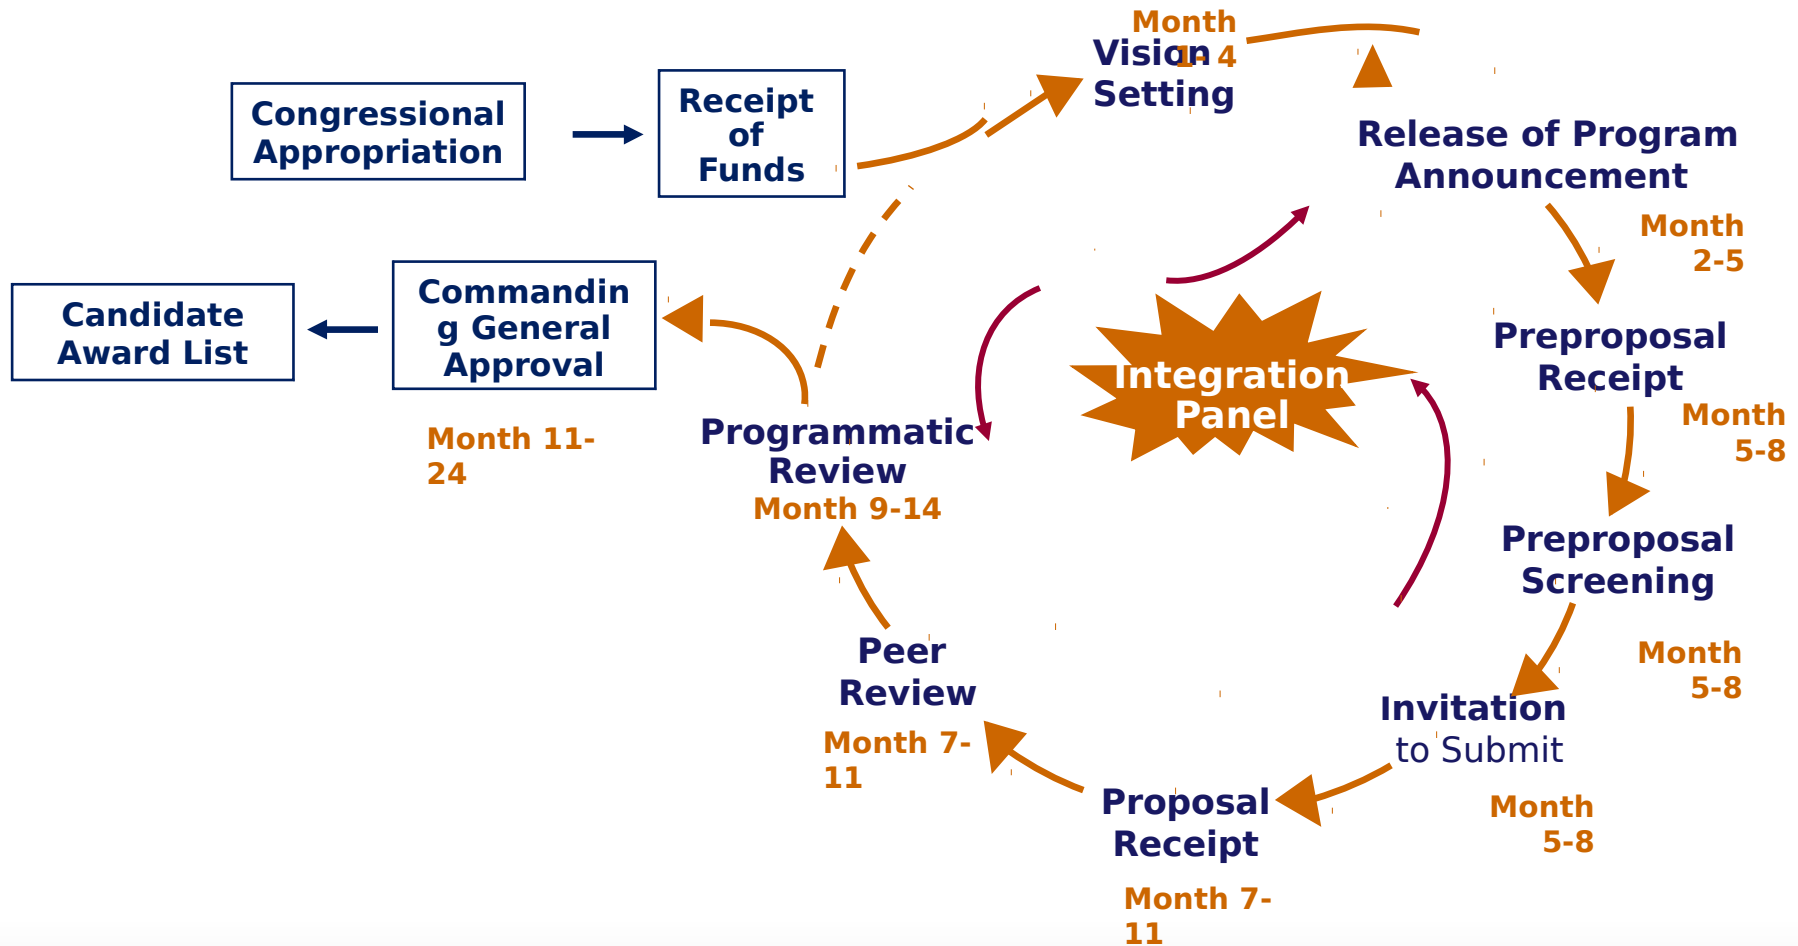 Month
1- 4
Vision
Setting
Congressional
Appropriation
Receipt
of
Funds
Release of Program
Announcement
Month
2-5
Candidate
Award List
Commandin
g General
Approval
Preproposal
Receipt
Integration
Panel
Month
5-8
Month 11-
24
Programmatic
Review
Month 9-14
Preproposal
Screening
Month
5-8
Peer
Review
Month 7-
11
Invitation
to Submit
Month
5-8
Proposal
Receipt
Month 7-
11